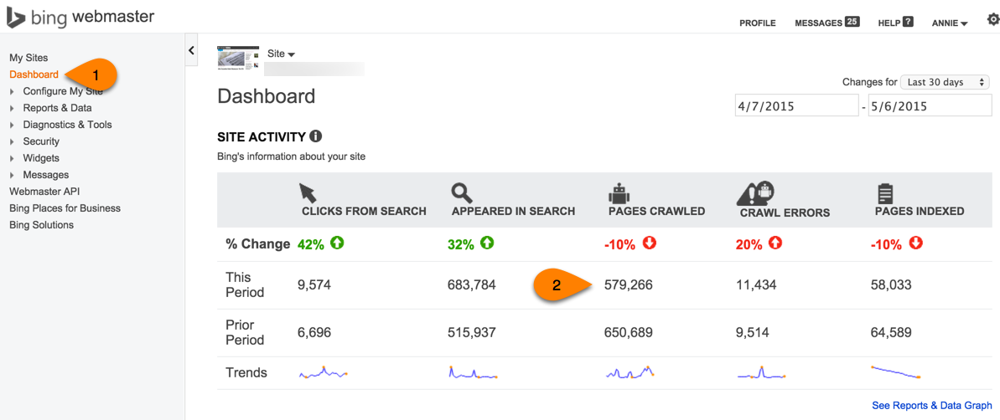 bing webmaster
PROFILE MESSAGES 25 HELP ? ANNIE
My Sites
Dashboard
1
Configure My Site
Reports & Data
Diagnostics & Tools
Security
Widgets
Messages
Webmaster API
Bing Places for Business
Bing Solutions
Site
Dashboard
Changes for Last 30 days
4/7/2015 - 5/6/2015
SITE ACTIVITY
Bing's information about your site
CLICKS FROM SEARCH APPEARED IN SEARCH PAGES CRAWLED CRAWL ERRORS PAGES INDEXED
% Change 42% 32% -10% 20% -10%
This Period 9,574 683,784 2 579,266 11,434 58,033
Prior Period 6,696 515,937 650,689 9,514 64,589
Trends
See Reports & Data Graph